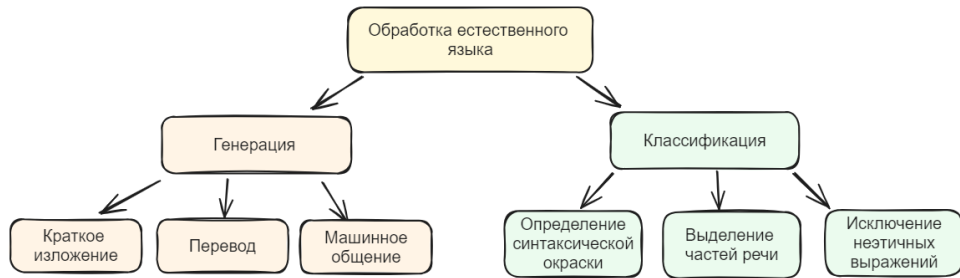 Обработка естественного
языка
Генерация
Классификация
Краткое
изложение
Перевод
Машинное
общение
Определение
синтаксической
окраски
Выделение
частей речи
Исключение
неэтичных
выражений